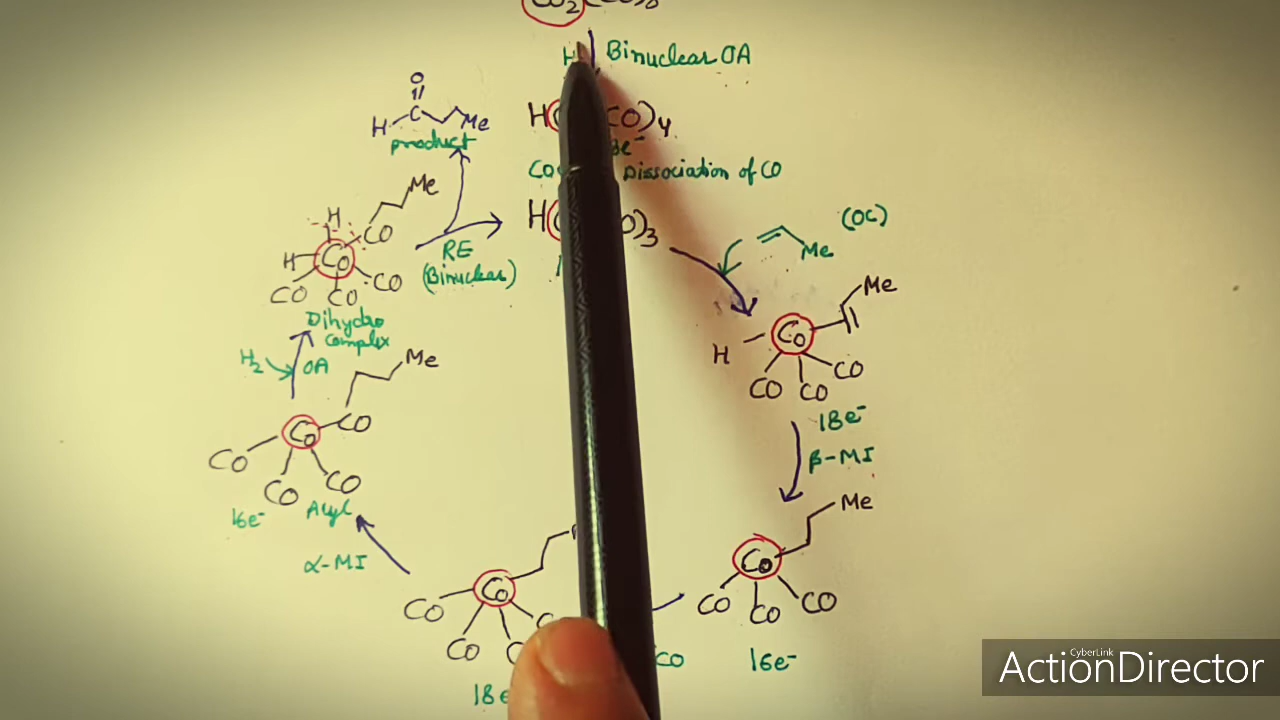 Binuclear OA
H
O
H C Me
product
H CO)4
Dissociation of CO
H )3
Me
H
H Co CO
CO CO CO
Dihydro
complex
RE
(Binuclear)
(OC)
Me
Me
H Co
CO CO CO
18e-
β-MI
H2 OA
Me
Co CO
CO CO CO
16e- Acyl
α-MI
Me
Co
CO CO CO
16e-
Co
CO
CO
18e
CO
CyberLink
ActionDirector